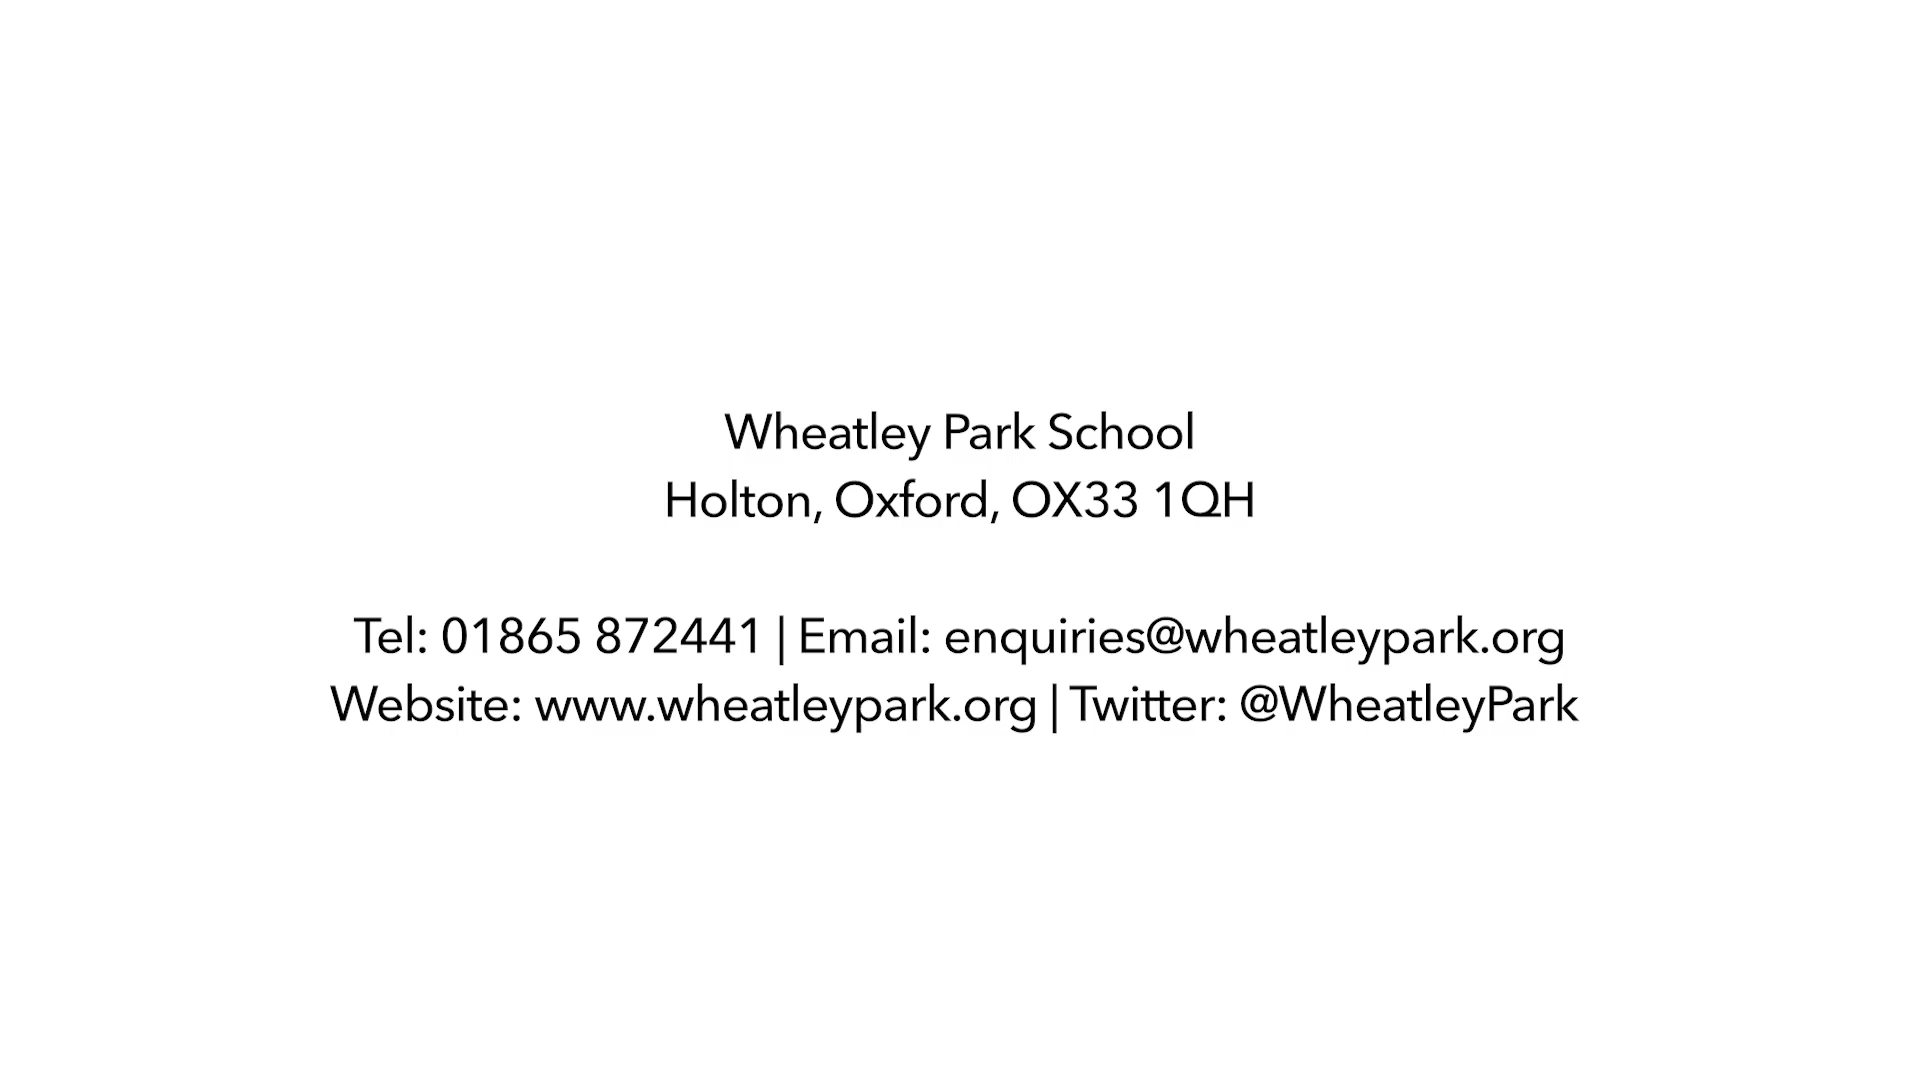 Wheatley Park School
Holton, Oxford, OX33 1QH
Tel: 01865 872441 | Email: enquiries@wheatleypark.org
Website: www.wheatleypark.org | Twitter: @WheatleyPark